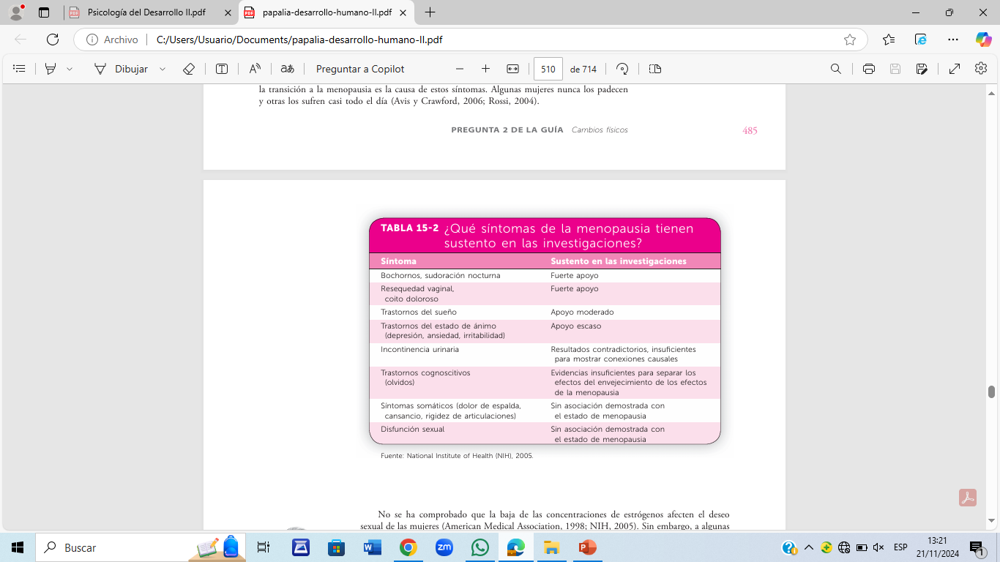 Psicología del Desarrollo II.pdf
papalia-desarrollo-humano-II.pdf
Archivo
C:/Users/Usuario/Documents/papalia-desarrollo-humano-II.pdf
Dibujar
Preguntar a Copilot
510 de 714
la transición a la menopausia es la causa de estos síntomas. Algunas mujeres nunca los padecen
y otras los sufren casi todo el día (Avis y Crawford, 2006; Rossi, 2004).
PREGUNTA 2 DE LA GUÍA Cambios físicos 485
TABLA 15-2 ¿Qué síntomas de la menopausia tienen
sustento en las investigaciones?
Síntoma Sustento en las investigaciones
Bochornos, sudoración nocturna Fuerte apoyo
Resequedad vaginal, Fuerte apoyo
coito doloroso
Trastornos del sueño Apoyo moderado
Trastornos del estado de ánimo Apoyo escaso
(depresión, ansiedad, irritabilidad)
Incontinencia urinaria Resultados contradictorios, insuficientes
para mostrar conexiones causales
Trastornos cognoscitivos Evidencias insuficientes para separar los
(olvidos) efectos del envejecimiento de los efectos
de la menopausia
Síntomas somáticos (dolor de espalda, Sin asociación demostrada con
cansancio, rigidez de articulaciones) el estado de menopausia
Disfunción sexual Sin asociación demostrada con
el estado de menopausia
Fuente: National Institute of Health (NIH), 2005.
No se ha comprobado que la baja de las concentraciones de estrógenos afecten el deseo
sexual de las mujeres (American Medical Association, 1998; NIH, 2005). Sin embargo, a algunas
Buscar
zm
ESP
13:21
21/11/2024
1